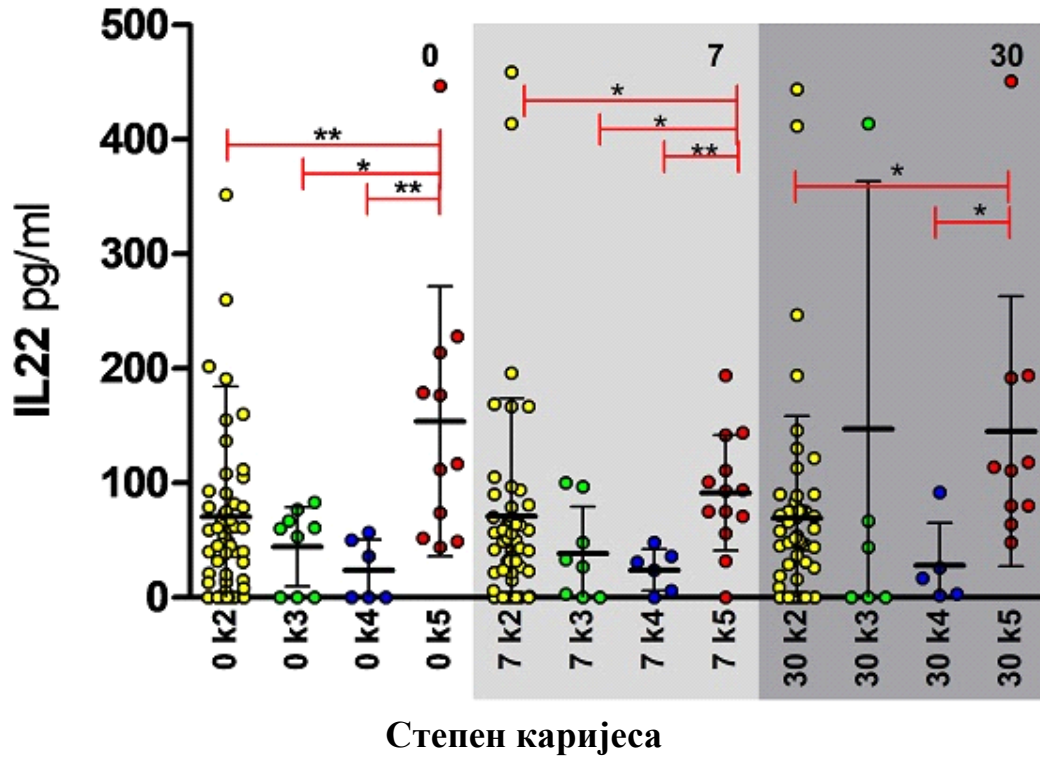 IL22 pg/ml
500
400
300
200
100
0
0
7
30
**
*
**
*
*
**
*
*
0 k2
0 k3
0 k4
0 k5
7 k2
7 k3
7 k4
7 k5
30 k2
30 k3
30 k4
30 k5
Степен каријеса